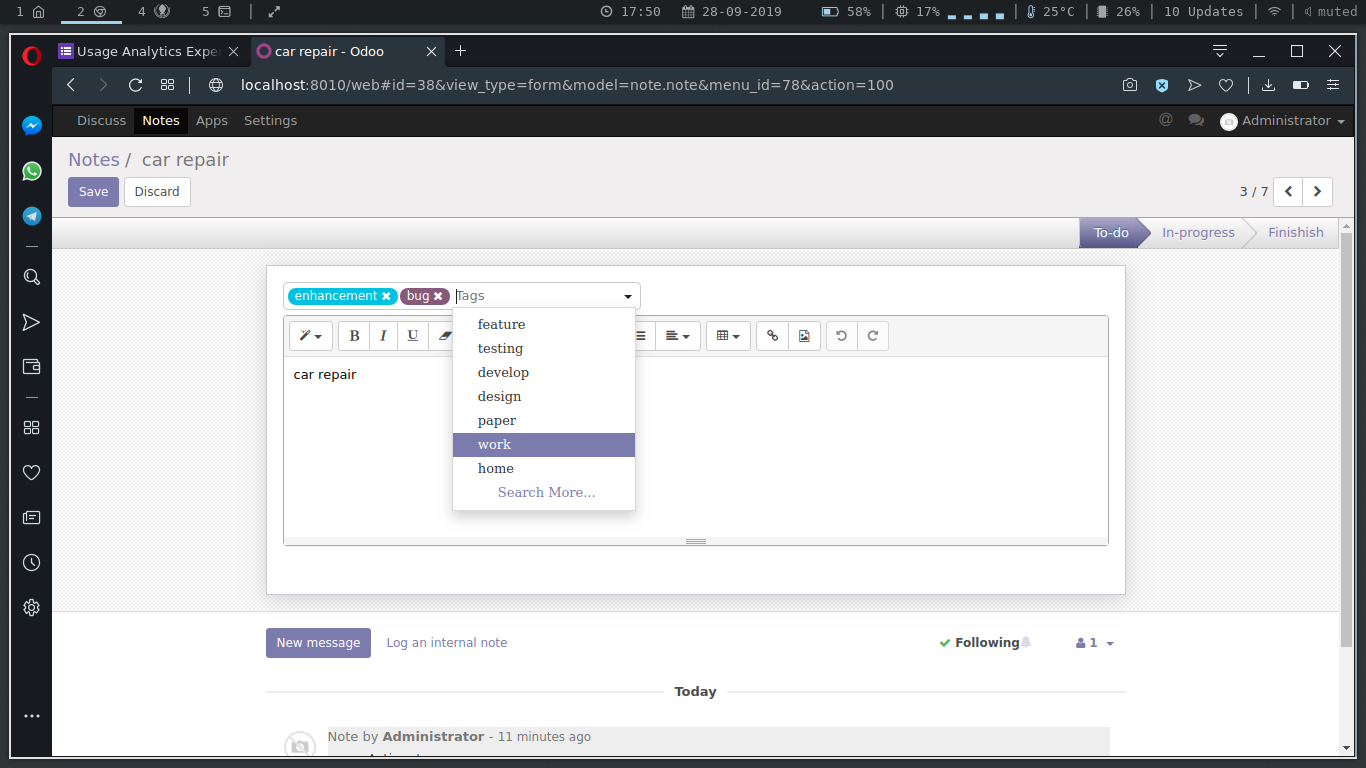 1 2 4 5 17:50 28-09-2019 58% 17% 25°C 26% 10 Updates muted
Usage Analytics Expe car repair - Odoo
localhost:8010/web#id=38&view_type=form&model=note.note&menu_id=78&action=100
Discuss Notes Apps Settings @ Administrator
Notes / car repair
Save Discard 3 / 7
To-do In-progress Finishish
enhancement bug Tags
B I U
feature
testing
develop
design
paper
work
home
Search More...
car repair
New message Log an internal note Following 1
Today
Note by Administrator - 11 minutes ago